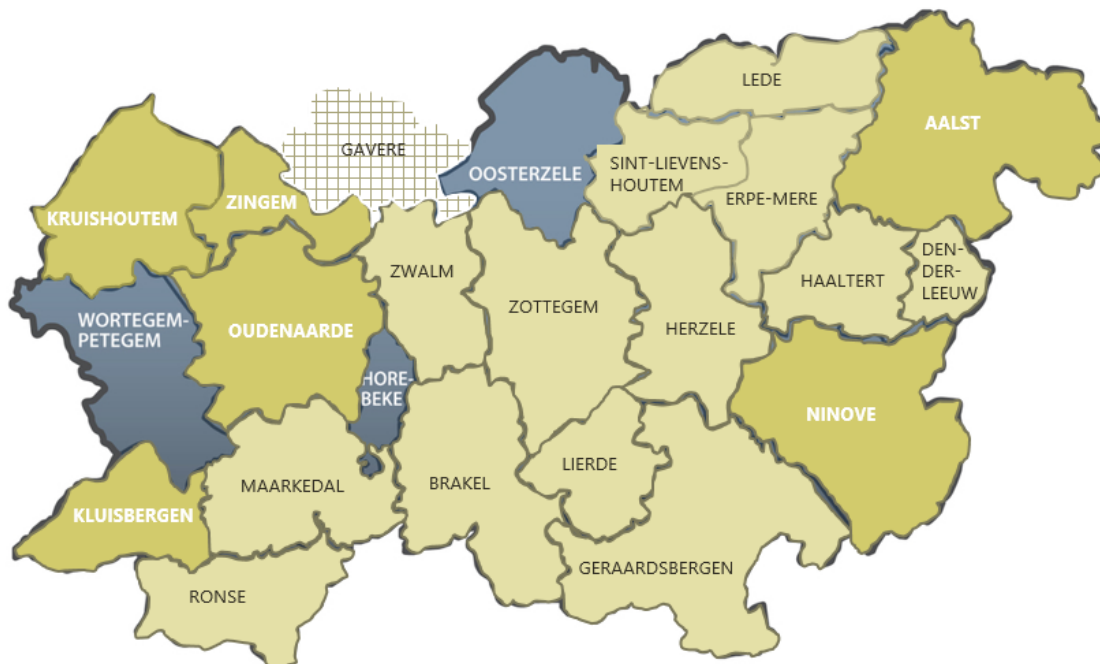 LEDE
AALST
GAVERE
OOSTERZELE
SINT-LIEVENS-
HOUTEM
ERPE-MERE
KRUISHOUTEM
ZINGEM
ZWALM
ZOTTEGEM
HERZELE
HAALTERT
DEN-
DER-
LEEUW
WORTEGEM-
PETEGEM
OUDENAARDE
HORE-
BEKE
NINOVE
MAARKEDAL
BRAKEL
LIERDE
KLUISBERGEN
RONSE
GERAARDSBERGEN